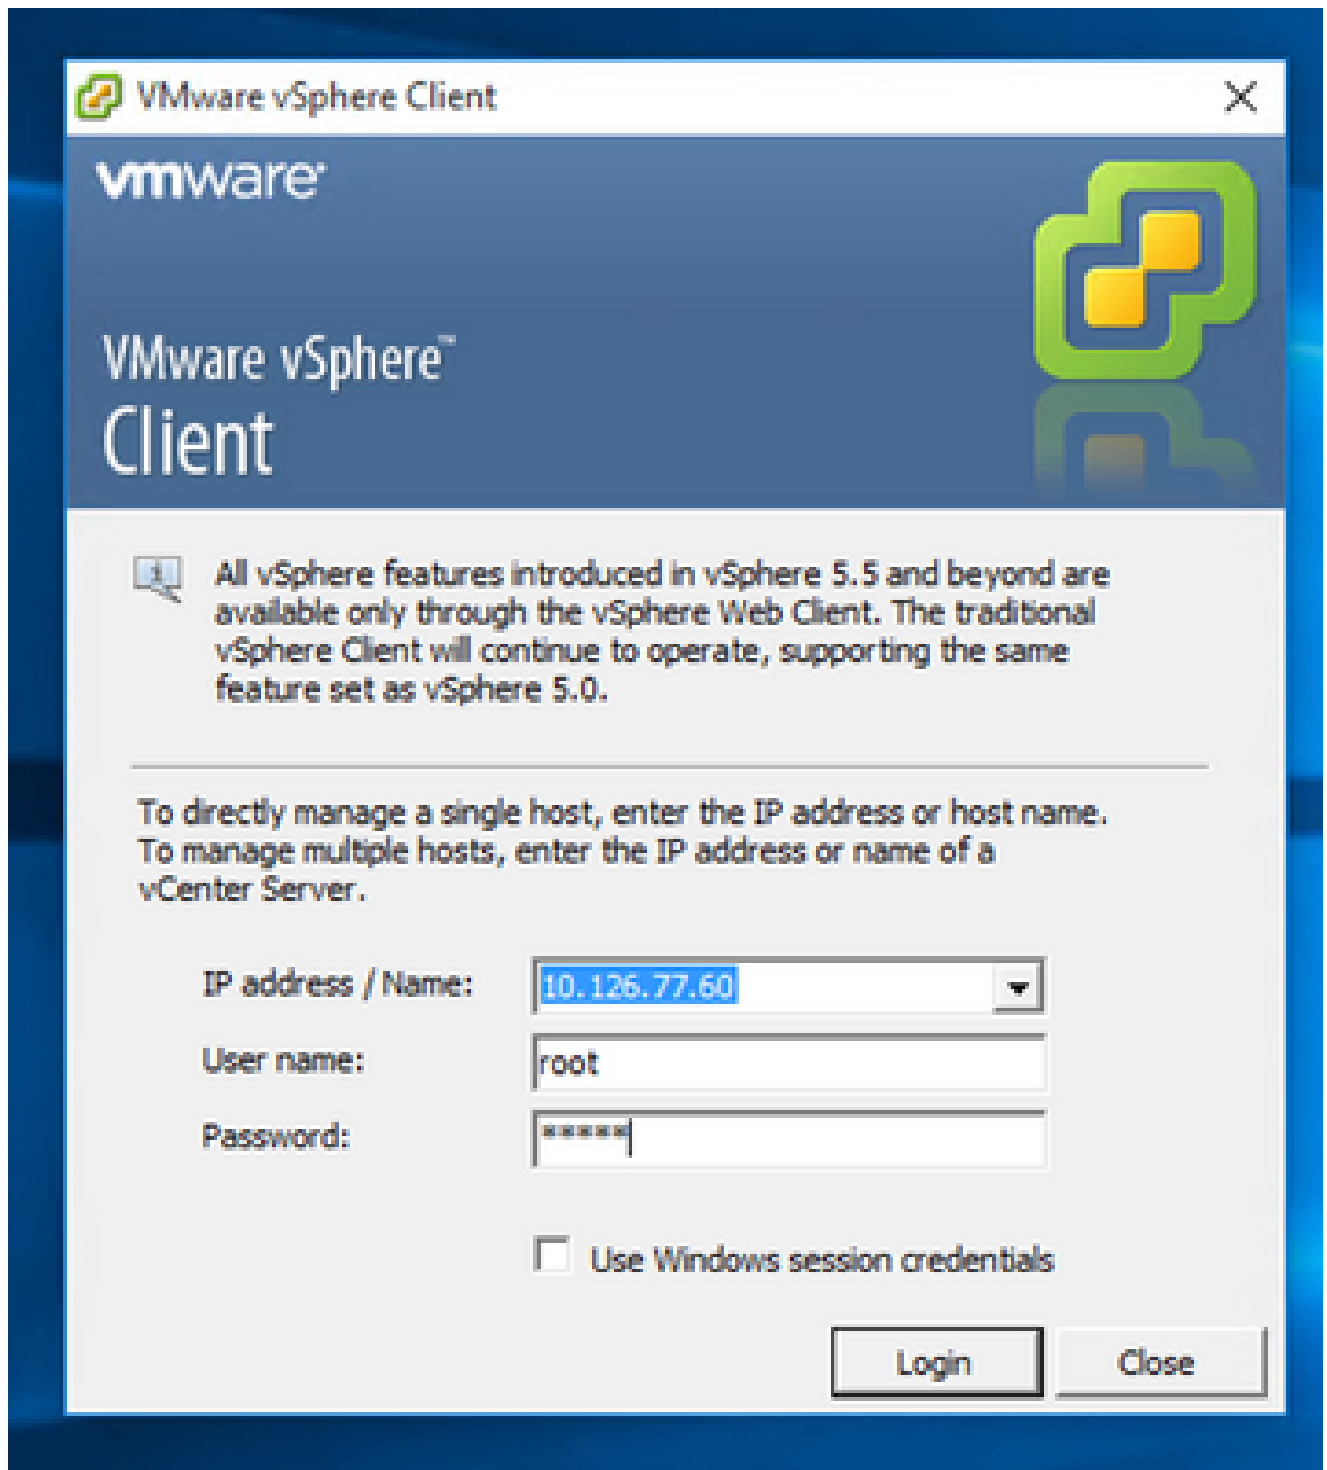 VMware vSphere Client
vmware
VMware vSphere™
Client
All vSphere features introduced in vSphere 5.5 and beyond are
available only through the vSphere Web Client. The traditional
vSphere Client will continue to operate, supporting the same
feature set as vSphere 5.0.
To directly manage a single host, enter the IP address or host name.
To manage multiple hosts, enter the IP address or name of a
vCenter Server.
IP address / Name: 10.126.77.60
User name: root
Password: *****
Use Windows session credentials
Login Close